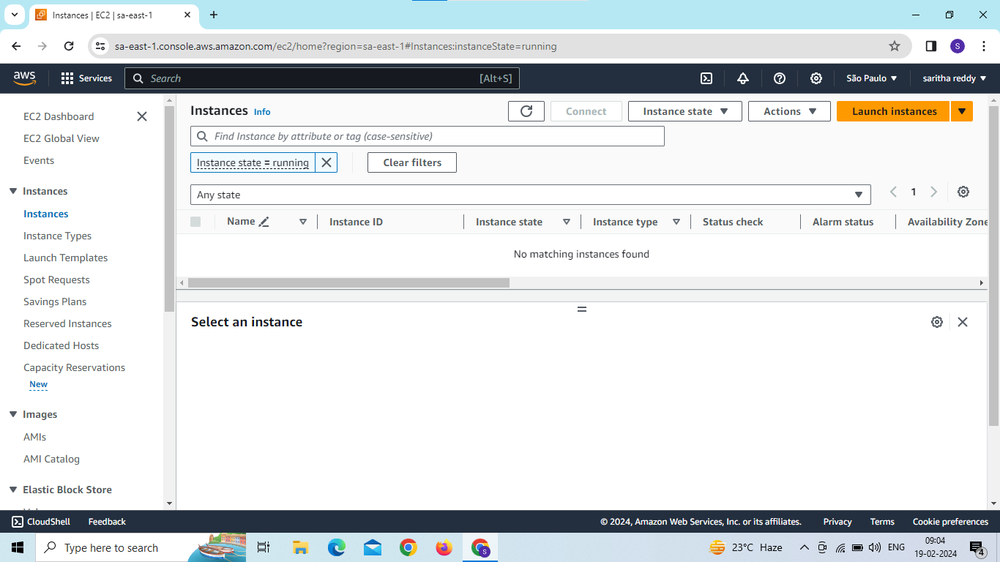 Instances | EC2 | sa-east-1
sa-east-1.console.aws.amazon.com/ec2/home?region=sa-east-1#Instances:instanceState=running
S
aws
Services
Search
[Alt+S]
São Paulo
saritha reddy
EC2 Dashboard
EC2 Global View
Events
Instances
Instances
Instance Types
Launch Templates
Spot Requests
Savings Plans
Reserved Instances
Dedicated Hosts
Capacity Reservations
New
Images
AMIs
AMI Catalog
Elastic Block Store
Instances Info
Connect
Instance state
Actions
Launch instances
Find Instance by attribute or tag (case-sensitive)
Instance state = running
Clear filters
Any state
1
Name
Instance ID
Instance state
Instance type
Status check
Alarm status
Availability Zone
No matching instances found
Select an instance
CloudShell
Feedback
© 2024, Amazon Web Services, Inc. or its affiliates.
Privacy
Terms
Cookie preferences
Type here to search
S
23°C Haze
ENG
09:04
19-02-2024
4